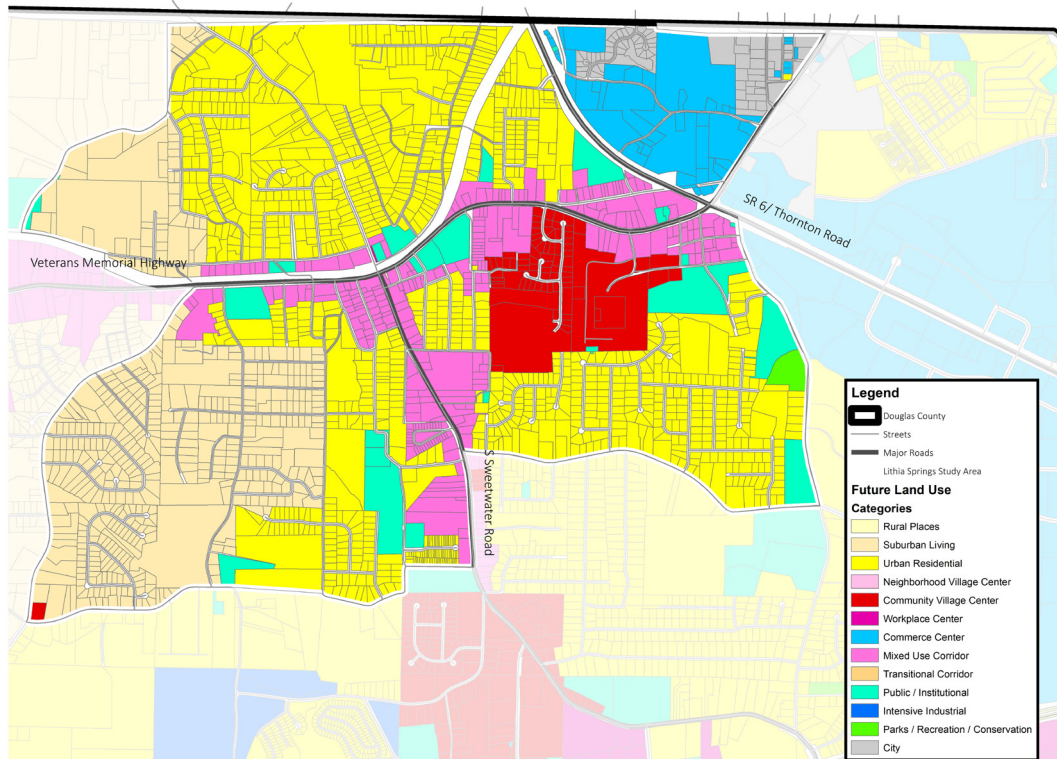 SR 6/ Thornton Road
Veterans Memorial Highway
S Sweetwater Road
Legend
Douglas County
Streets
Major Roads
Lithia Springs Study Area
Future Land Use
Categories
Rural Places
Suburban Living
Urban Residential
Neighborhood Village Center
Community Village Center
Workplace Center
Commerce Center
Mixed Use Corridor
Transitional Corridor
Public / Institutional
Intensive Industrial
Parks / Recreation / Conservation
City